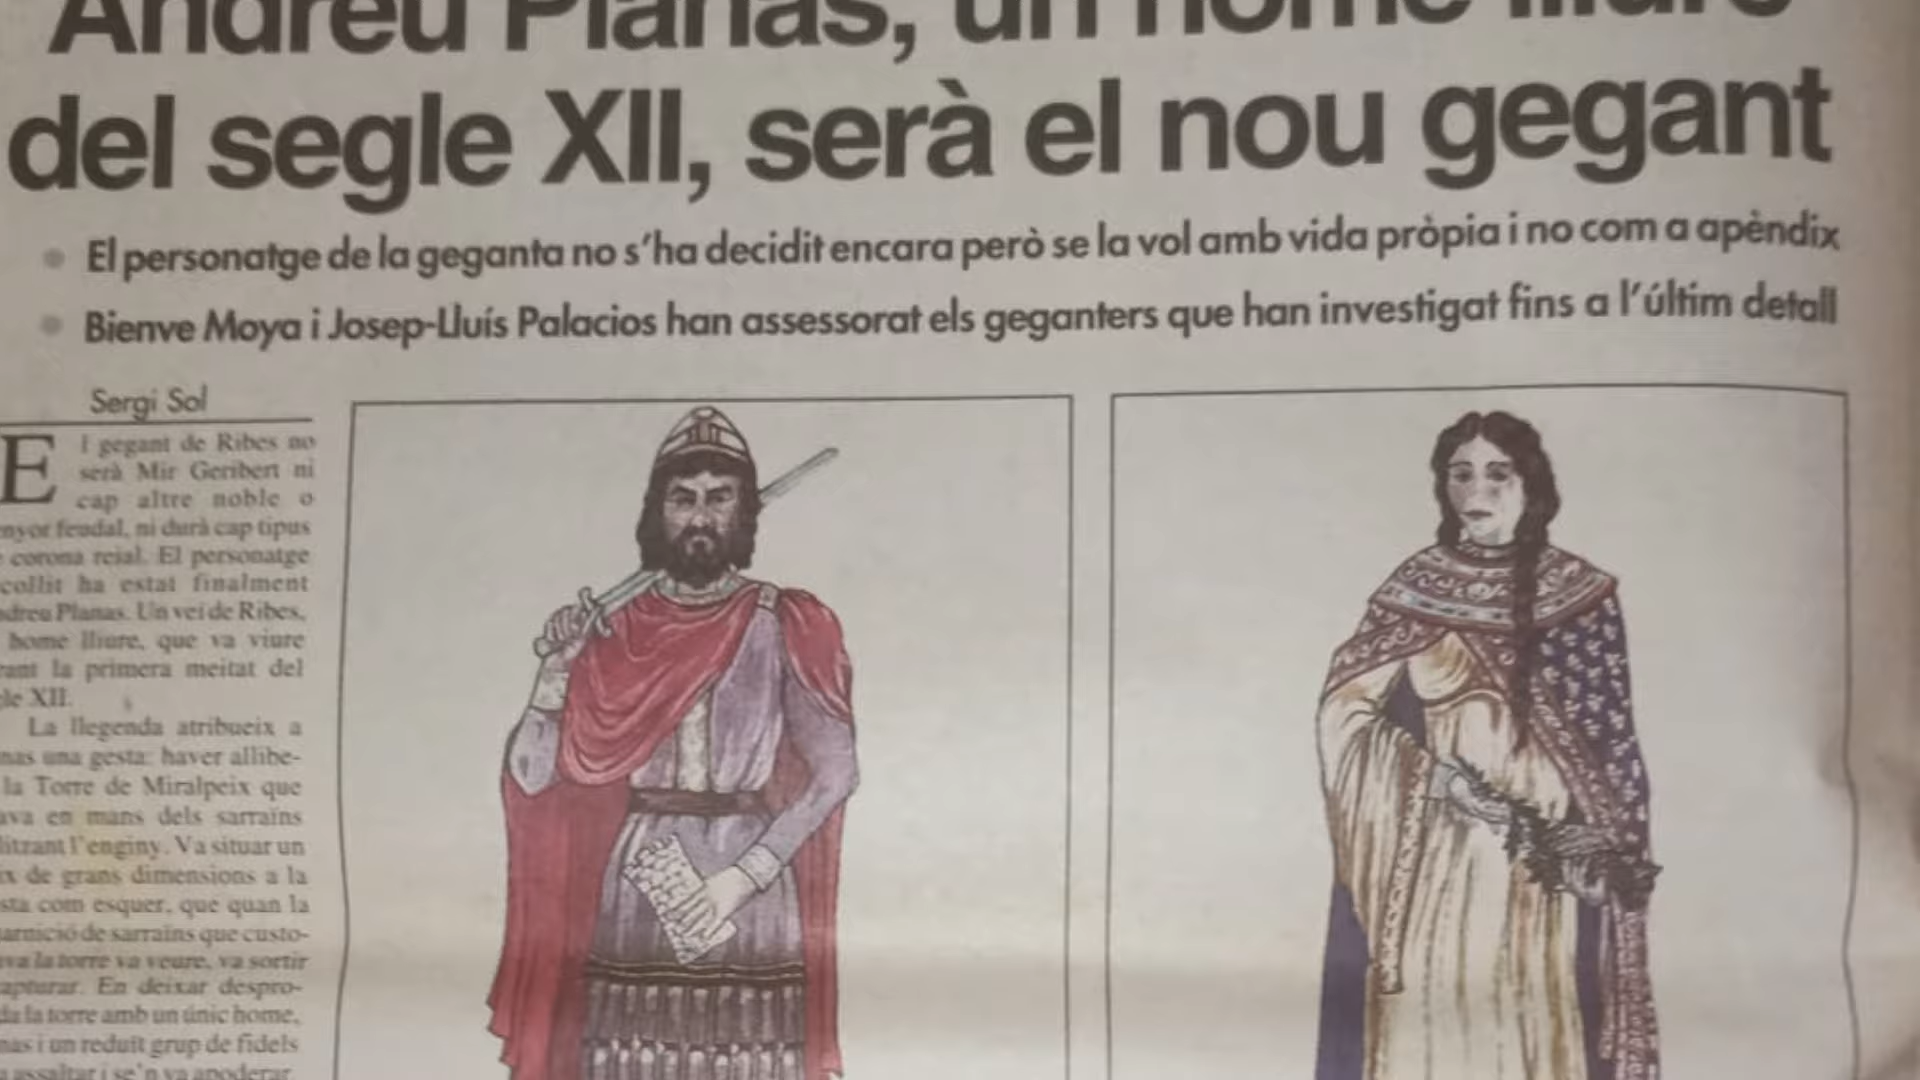 Andreu Planas, un home lliure
del segle XII, serà el nou gegant
El personatge de la geganta no s'ha decidit encara però se la vol amb vida pròpia i no com a apèndix
Bienve Moya i Josep-Lluís Palacios han assessorat els geganters que han investigat fins a l'últim detall
Sergi Sol
El gegant de Ribes no
serà Mir Geribert ni
cap altre noble o
nyor feudal, ni durà cap tipus
corona reial. El personatge
collit ha estat finalment
dreu Planas. Un veí de Ribes,
home lliure, que va viure
rant la primera meitat del
gle XII.
La llegenda atribueix a
nas una gesta: haver allibe-
la Torre de Miralpeix que
ava en mans dels sarraïns
litzant l'enginy. Va situar un
ix de grans dimensions a la
sta com esquer, que quan la
arnició de sarraïns que custo-
va la torre va veure, va sortir
apturar. En deixar despro-
da la torre amb un únic home,
nas i un reduït grup de fidels
assaltar i se'n va apoderar.